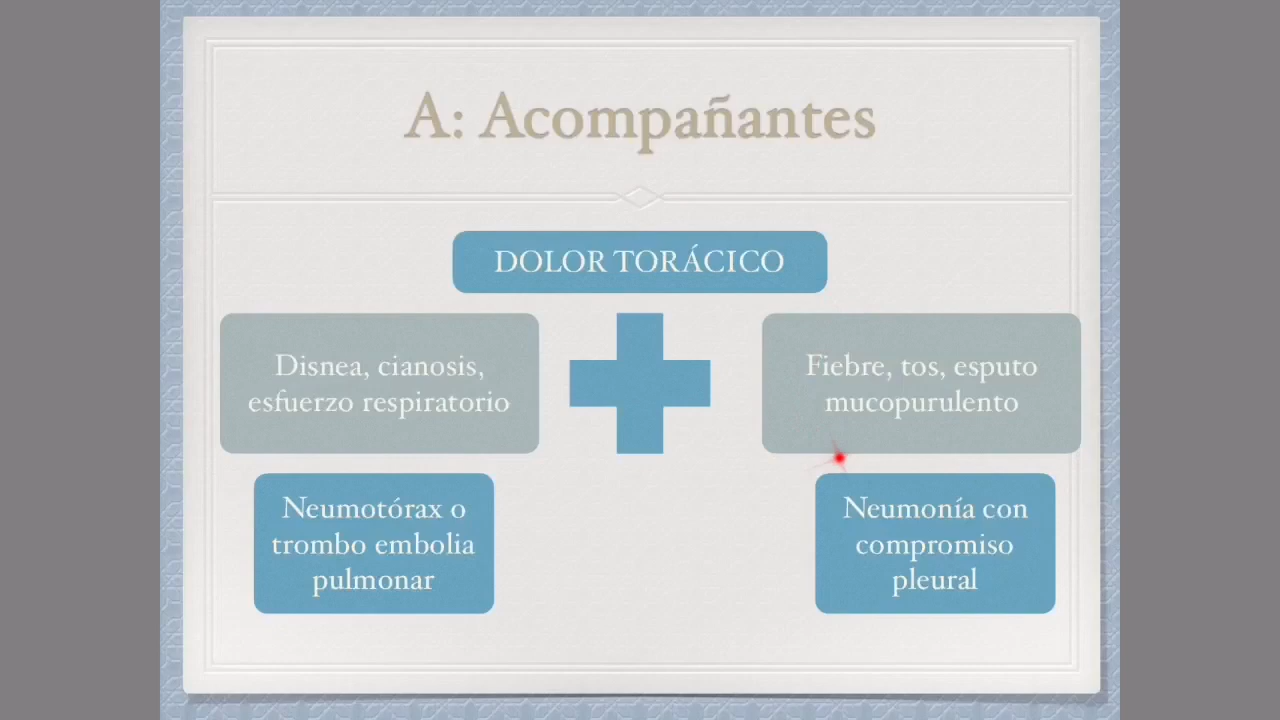 A: Acompañantes
DOLOR TORÁCICO
Disnea, cianosis,
esfuerzo respiratorio
Fiebre, tos, esputo
mucopurulento
Neumotórax o
trombo embolia
pulmonar
Neumonía con
compromiso
pleural